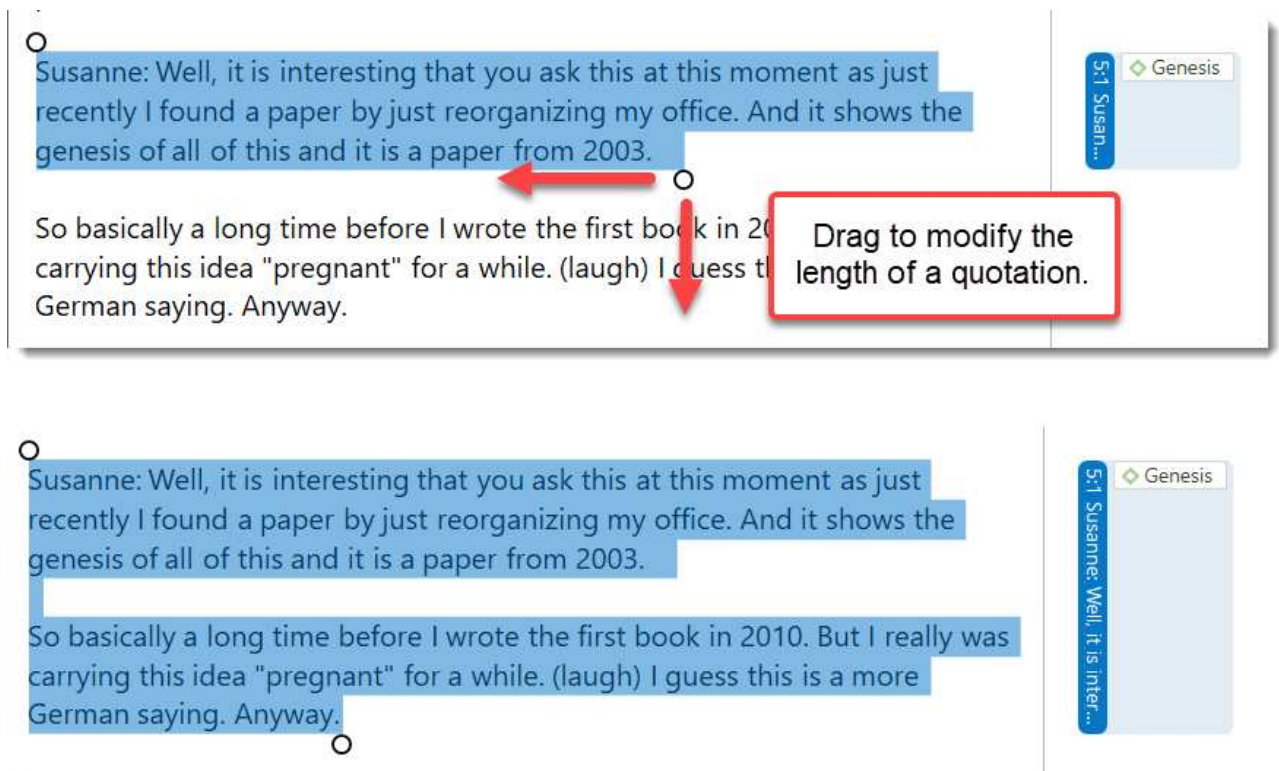 Susanne: Well, it is interesting that you ask this at this moment as just
recently I found a paper by just reorganizing my office. And it shows the
genesis of all of this and it is a paper from 2003.
So basically a long time before I wrote the first book in
carrying this idea "pregnant" for a while. (laugh) I guess
German saying. Anyway.
5:1 Susan...
Genesis
Drag to modify the
length of a quotation.
Susanne: Well, it is interesting that you ask this at this moment as just
recently I found a paper by just reorganizing my office. And it shows the
genesis of all of this and it is a paper from 2003.
So basically a long time before I wrote the first book in 2010. But I really was
carrying this idea "pregnant" for a while. (laugh) I guess this is a more
German saying. Anyway.
5:1 Susanne: Well, it is inter...
Genesis